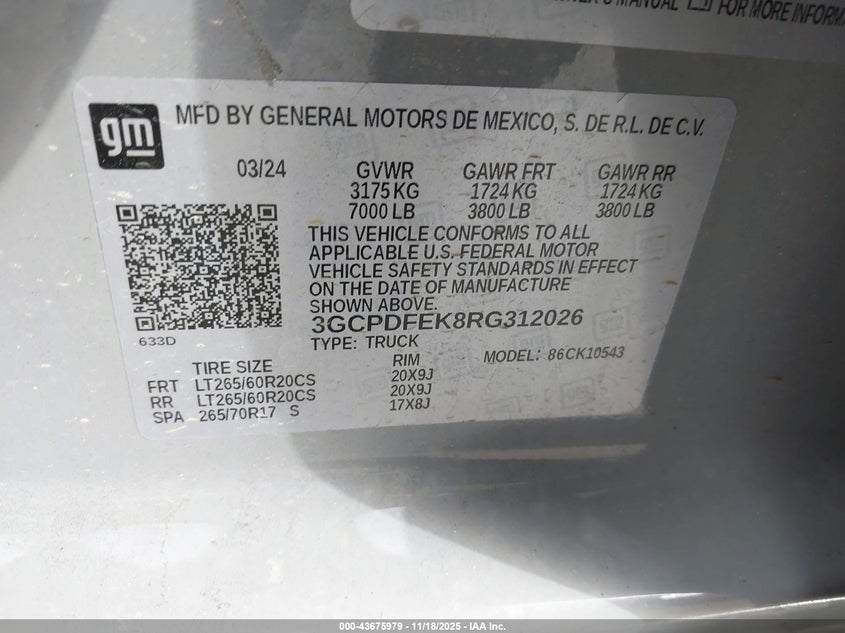 OWNER'S MANUAL FOR MORE INFORMA
gm
MFD BY GENERAL MOTORS DE MEXICO, S. DE R.L. DE C.V.
03/24 GVWR GAWR FRT GAWR RR
3175 KG 1724 KG 1724 KG
7000 LB 3800 LB 3800 LB
THIS VEHICLE CONFORMS TO ALL
APPLICABLE U.S. FEDERAL MOTOR
VEHICLE SAFETY STANDARDS IN EFFECT
ON THE DATE OF MANUFACTURE
SHOWN ABOVE.
3GCPDFEK8RG312026
633D
TYPE: TRUCK MODEL: 86CK10543
TIRE SIZE RIM
FRT LT265/60R20CS 20X9J
RR LT265/60R20CS 20X9J
SPA 265/70R17 S 17X8J
000-43675979 - 11/18/2025 - IAA Inc.